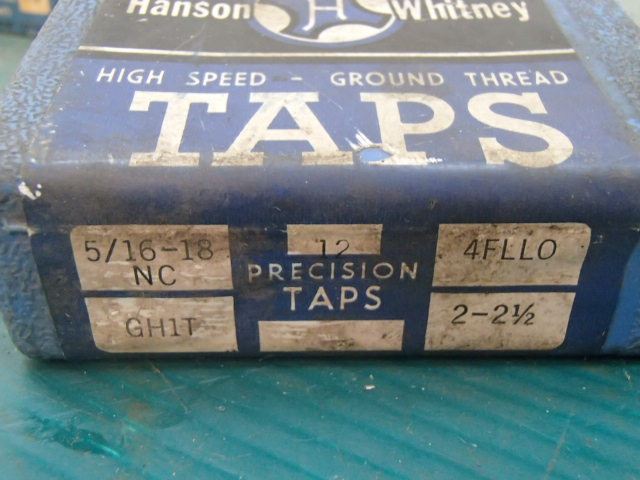 Hanson H Whitney
HIGH SPEED - GROUND THREAD
TAPS
5/16-18 12 4FLLO
NC PRECISION
TAPS
GH1T 2-2½